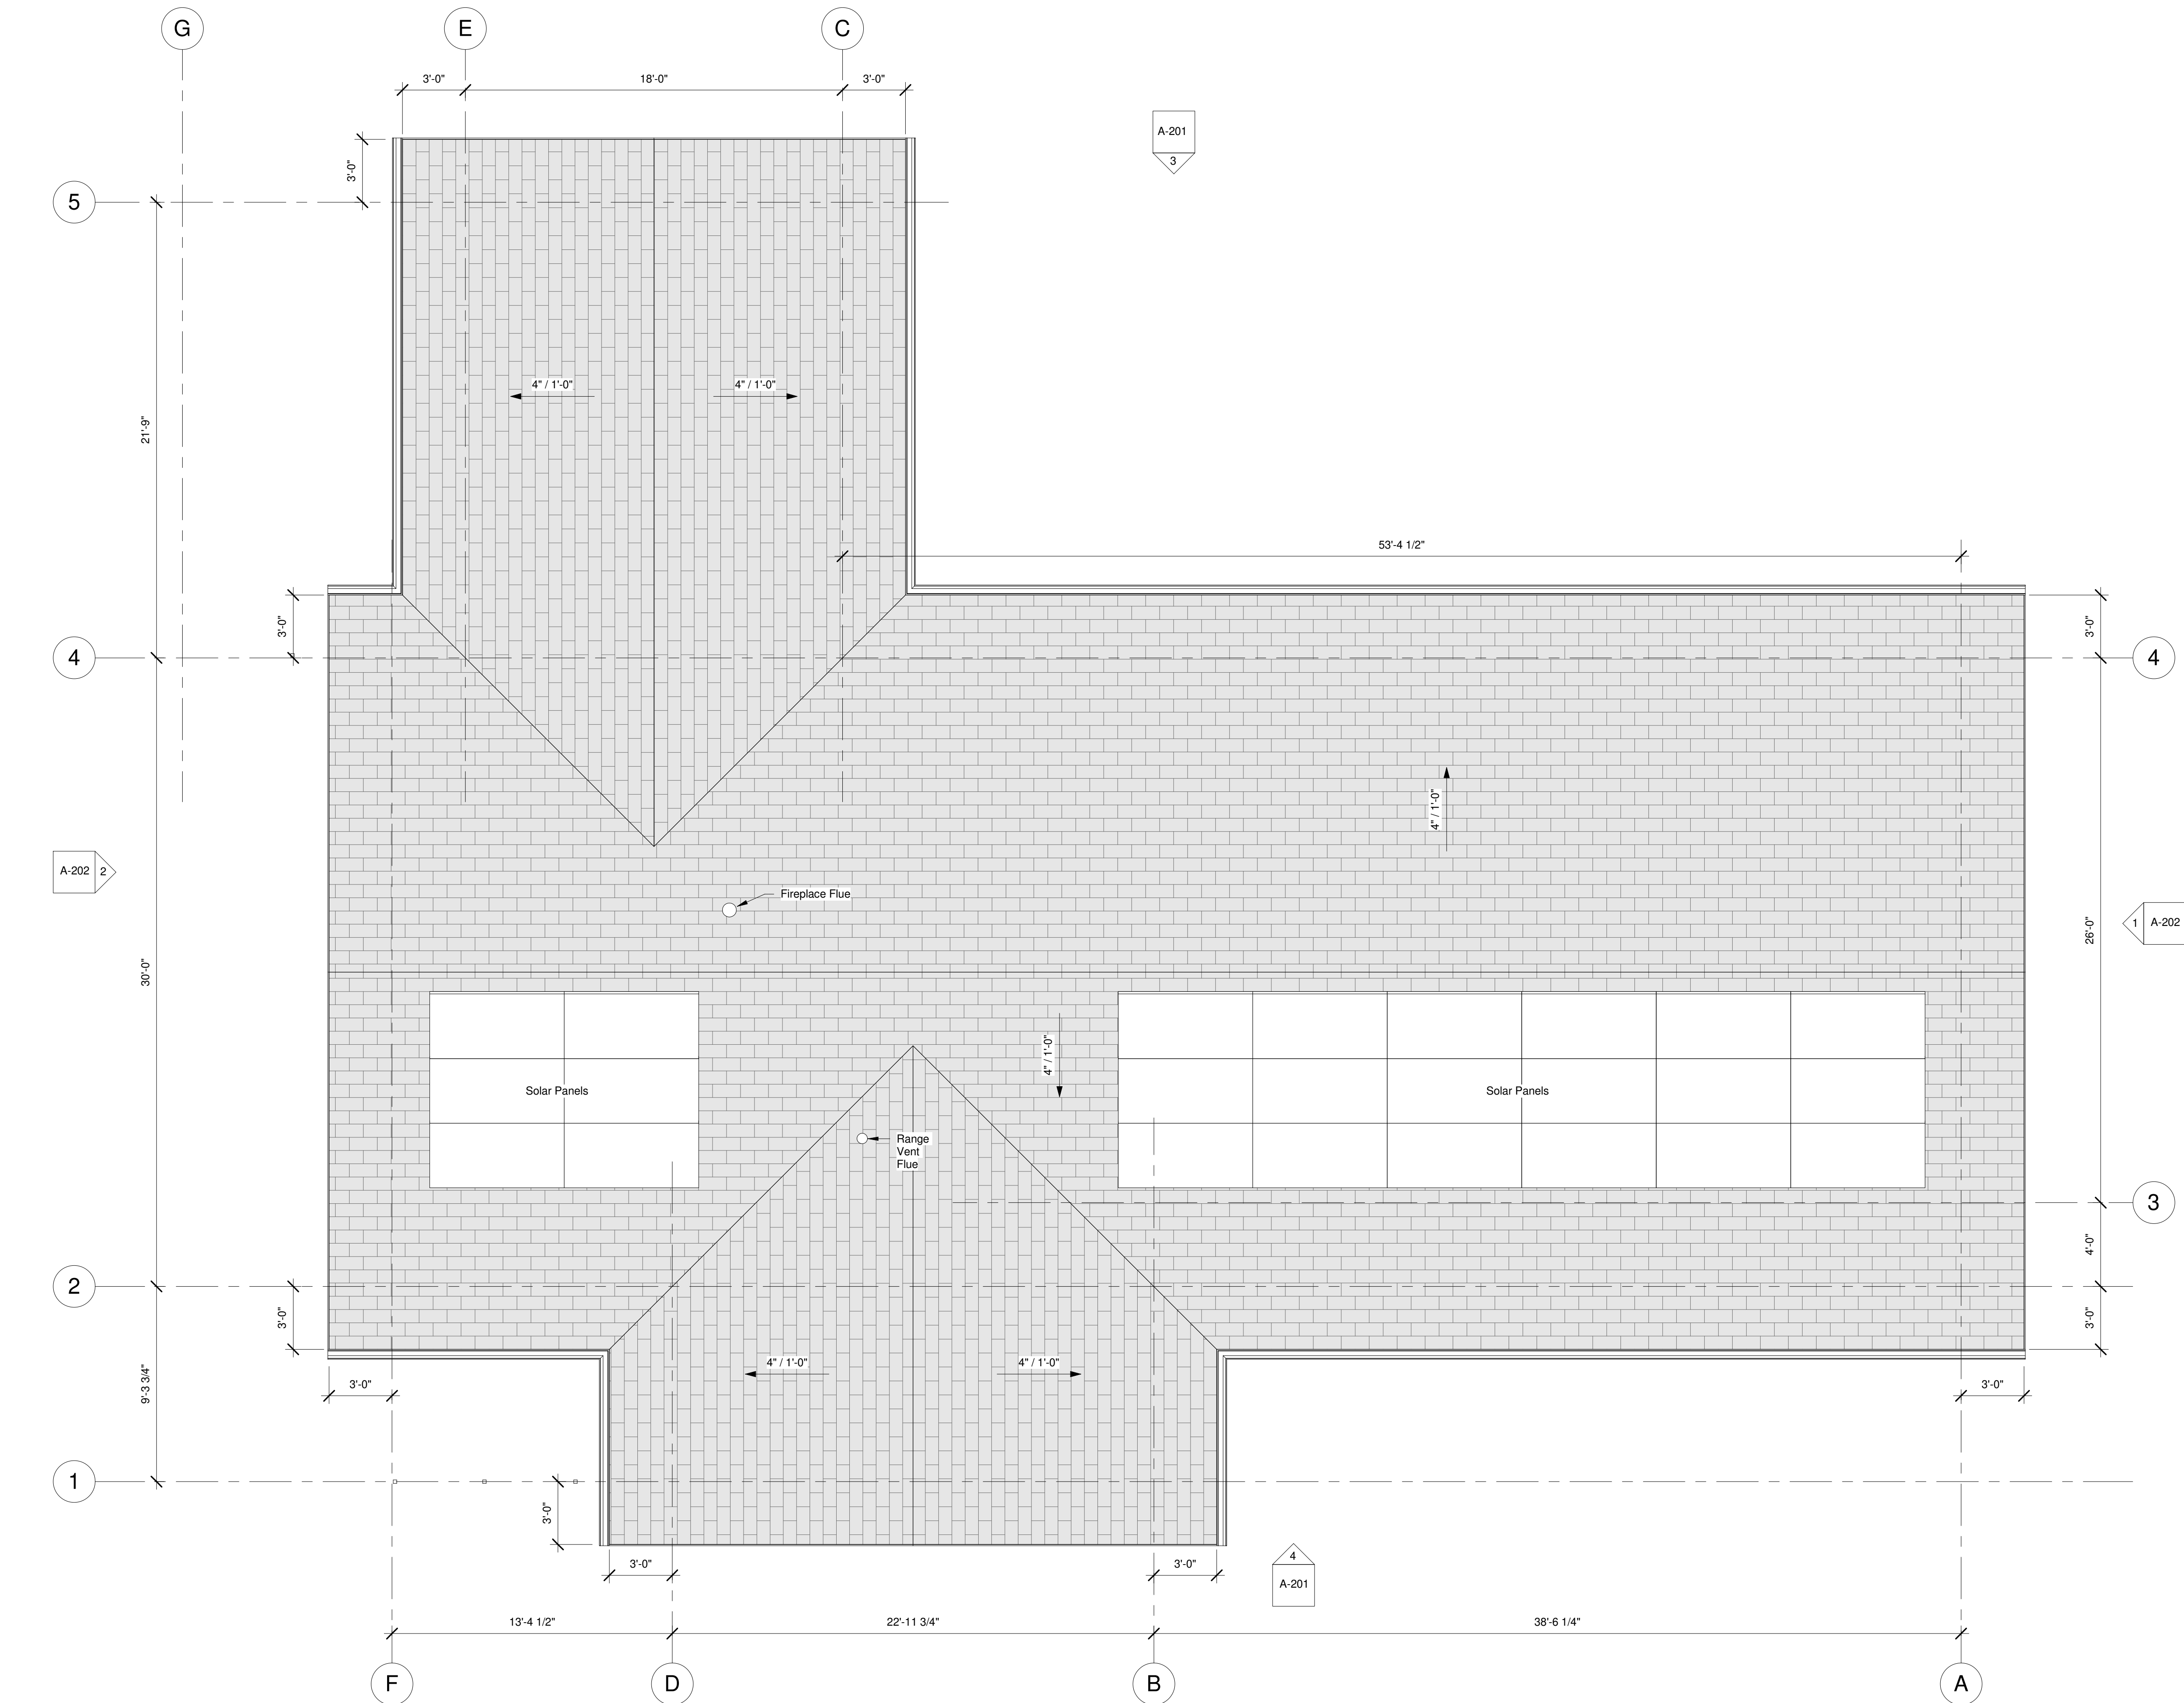 G
E
C
3'-0"
18'-0"
3'-0"
A-201
3
3'-0"
5
21'-9"
4" / 1'-0"
4" / 1'-0"
53'-4 1/2"
3'-0"
3'-0"
4
4
4" / 1'-0"
A-202
2
Fireplace Flue
1
A-202
26'-0"
30'-0"
4" / 1'-0"
Solar Panels
Solar Panels
Range
Vent
Flue
3
4'-0"
2
3'-0"
3'-0"
4" / 1'-0"
4" / 1'-0"
9'-3 3/4"
3'-0"
3'-0"
1
3'-0"
3'-0"
3'-0"
4
A-201
13'-4 1/2"
22'-11 3/4"
38'-6 1/4"
F
D
B
A